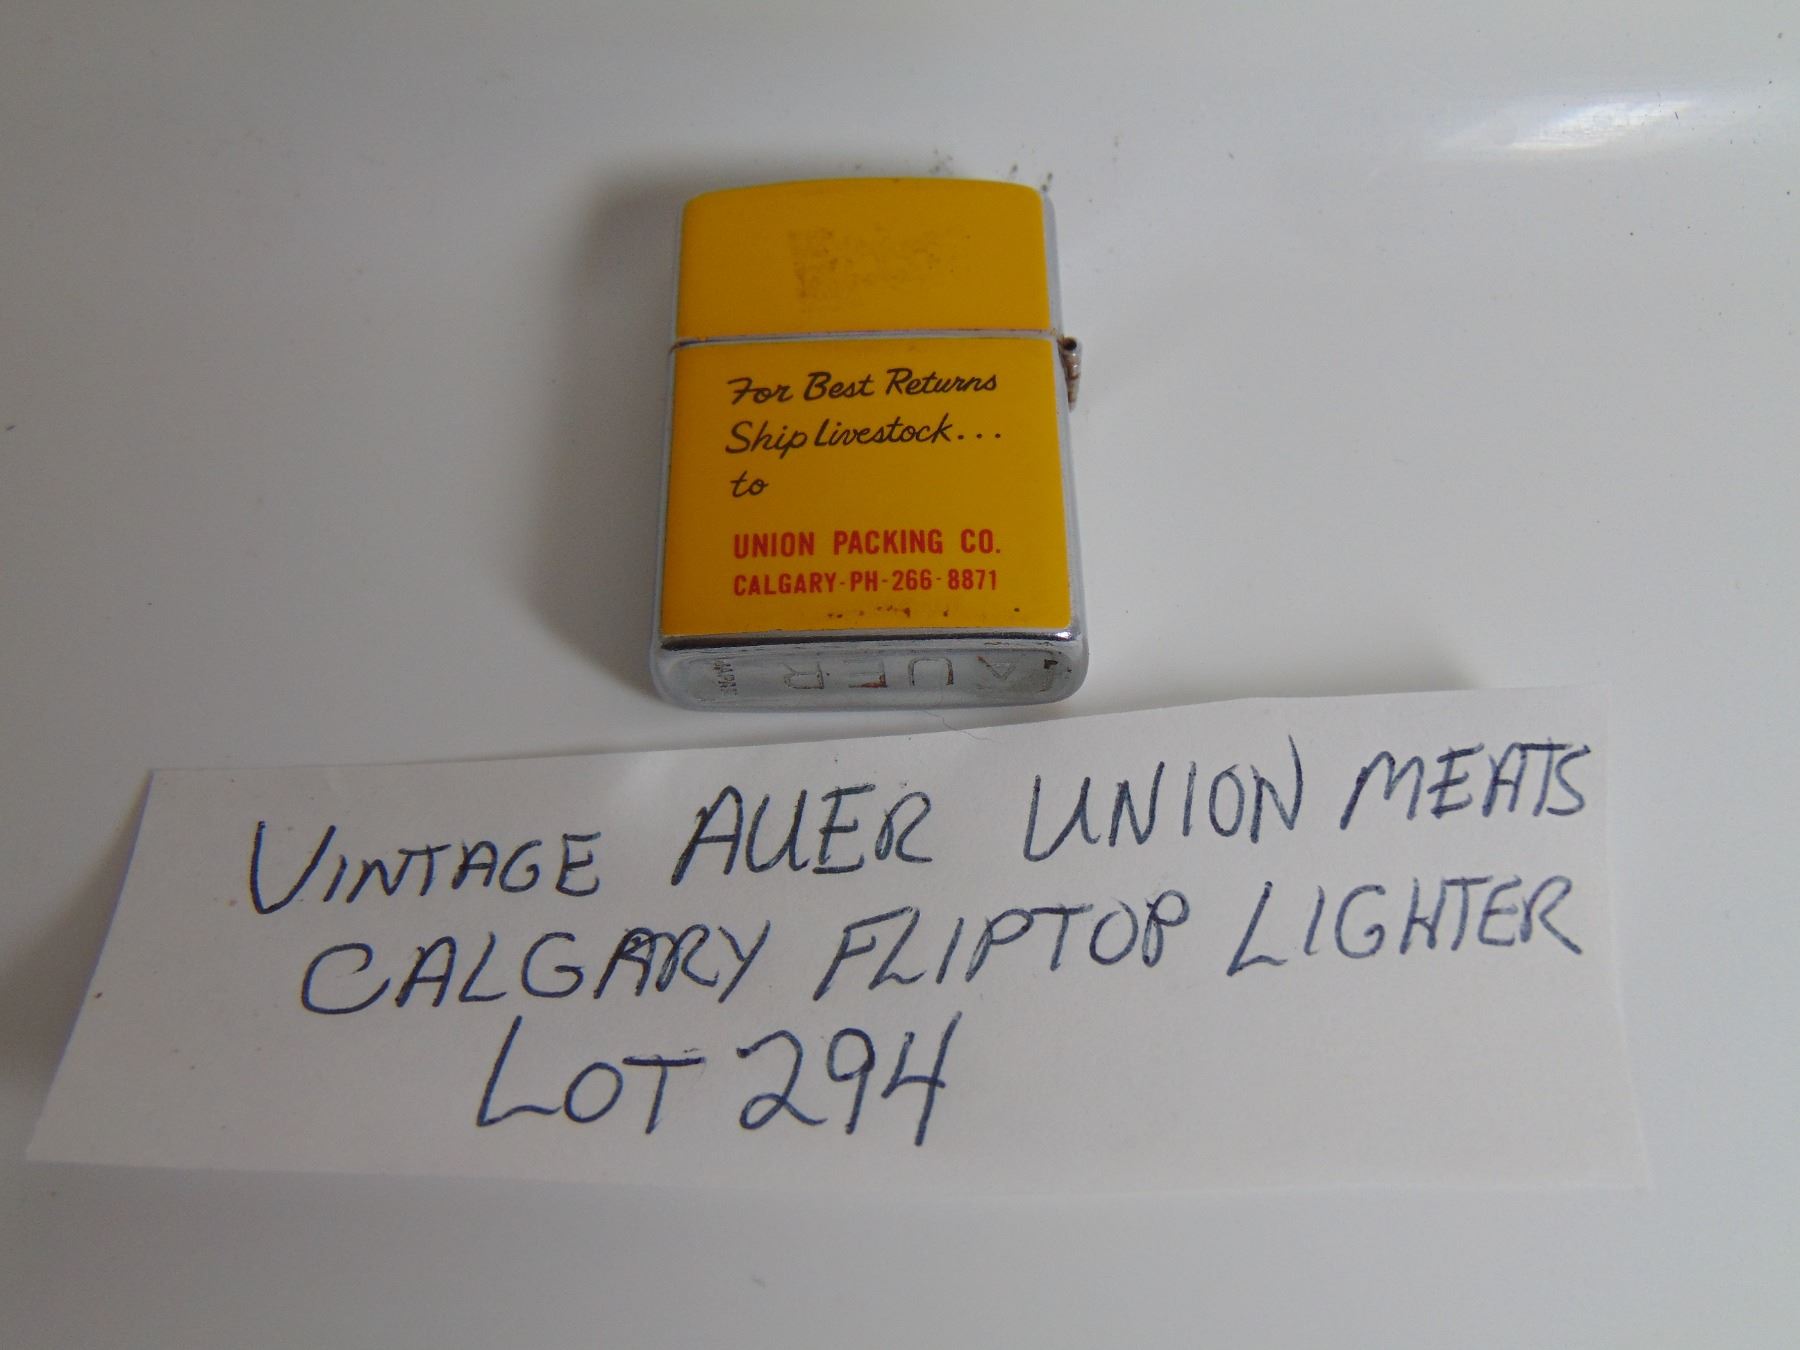 For Best Returns
Ship Livestock...
to
UNION PACKING CO.
CALGARY-PH-266-8871
AUER
JAPAN
VINTAGE AUER UNION MEATS
CALGARY FLIPTOP LIGHTER
LOT 294